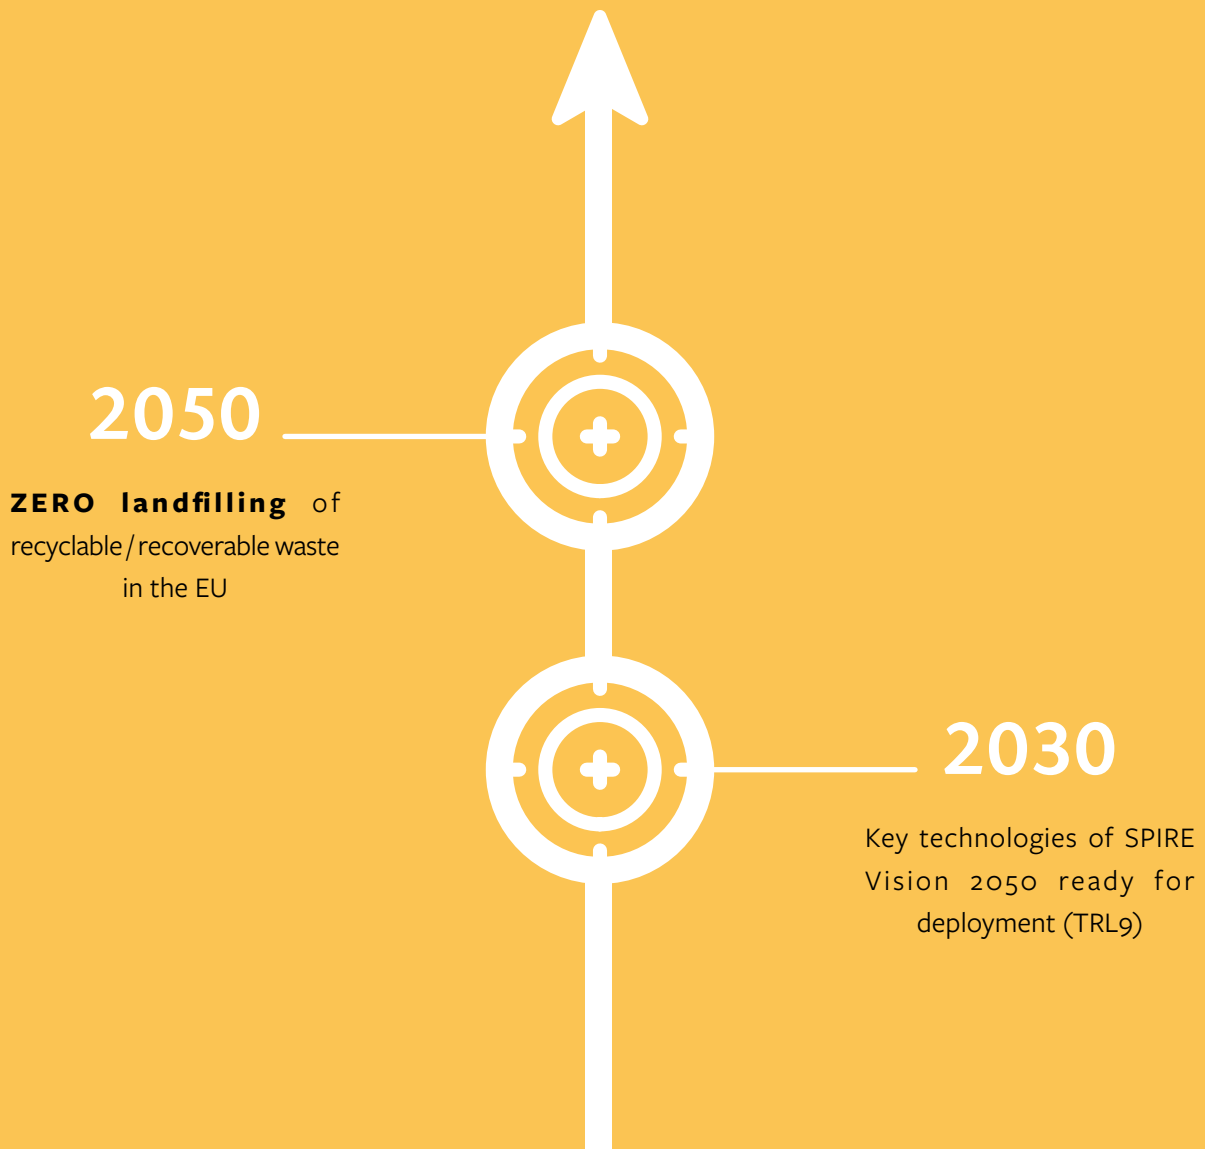 2050
ZERO landfilling of
recyclable/recoverable waste
in the EU
2030
Key technologies of SPIRE
Vision 2050 ready for
deployment (TRL9)